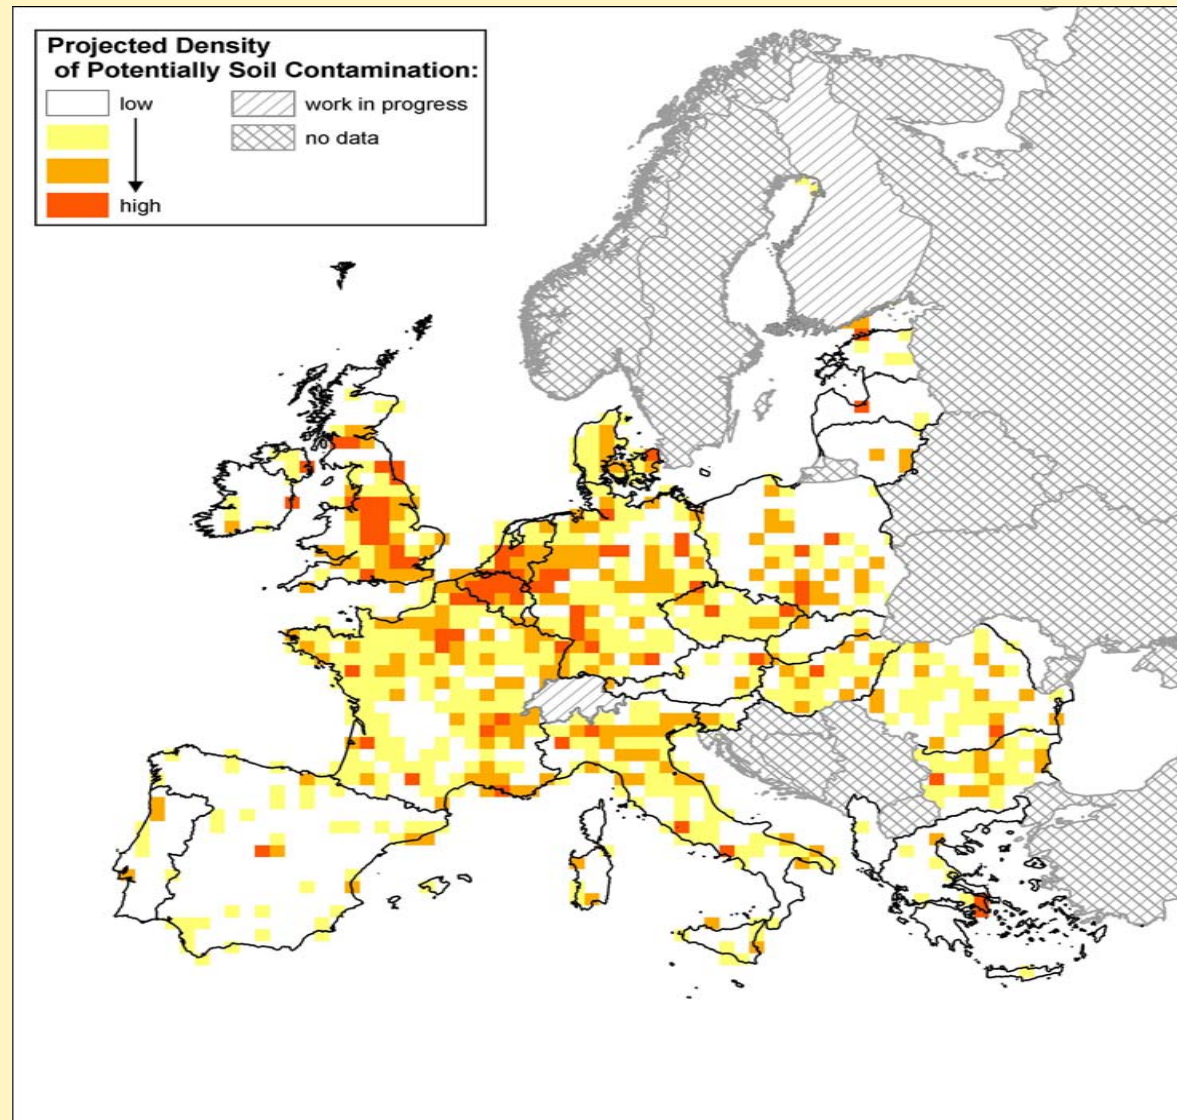 Projected Density
of Potentially Soil Contamination:
low
work in progress
no data
high